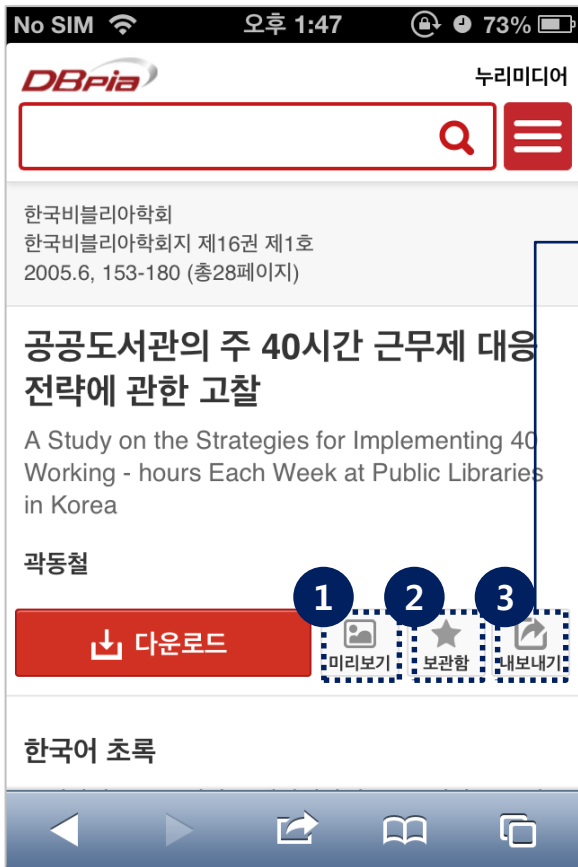 No SIM 오후 1:47 73%
DBpia 누리미디어
한국비블리아학회
한국비블리아학회지 제16권 제1호
2005.6, 153-180 (총28페이지)
공공도서관의 주 40시간 근무제 대응
전략에 관한 고찰
A Study on the Strategies for Implementing 40
Working - hours Each Week at Public Libraries
in Korea
곽동철
1 2 3
다운로드 미리보기 보관함 내보내기
한국어 초록